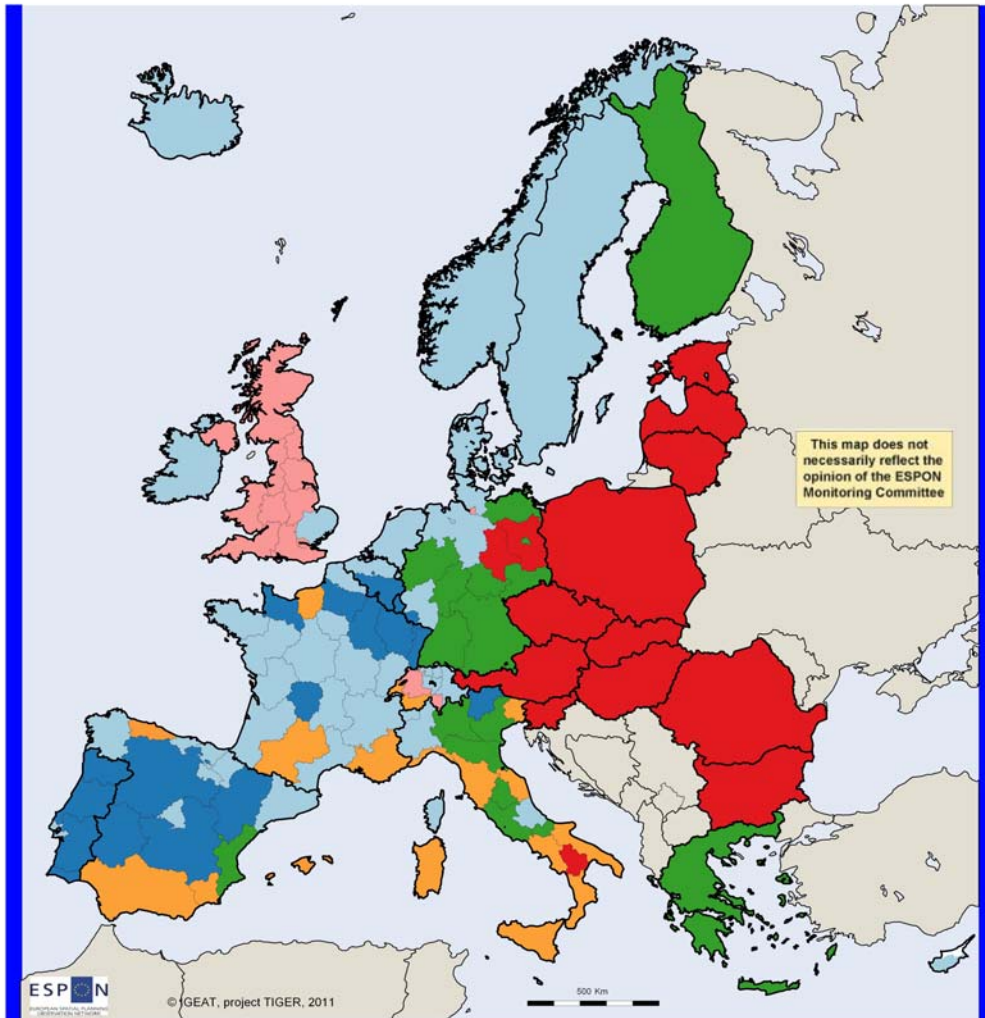 This map does not
necessarily reflect the
opinion of the ESPON
Monitoring Committee
500 Km
ESPON
EUROPEAN SPATIAL PLANNING
OBSERVATION NETWORK
© IGEAT, project TIGER, 2011